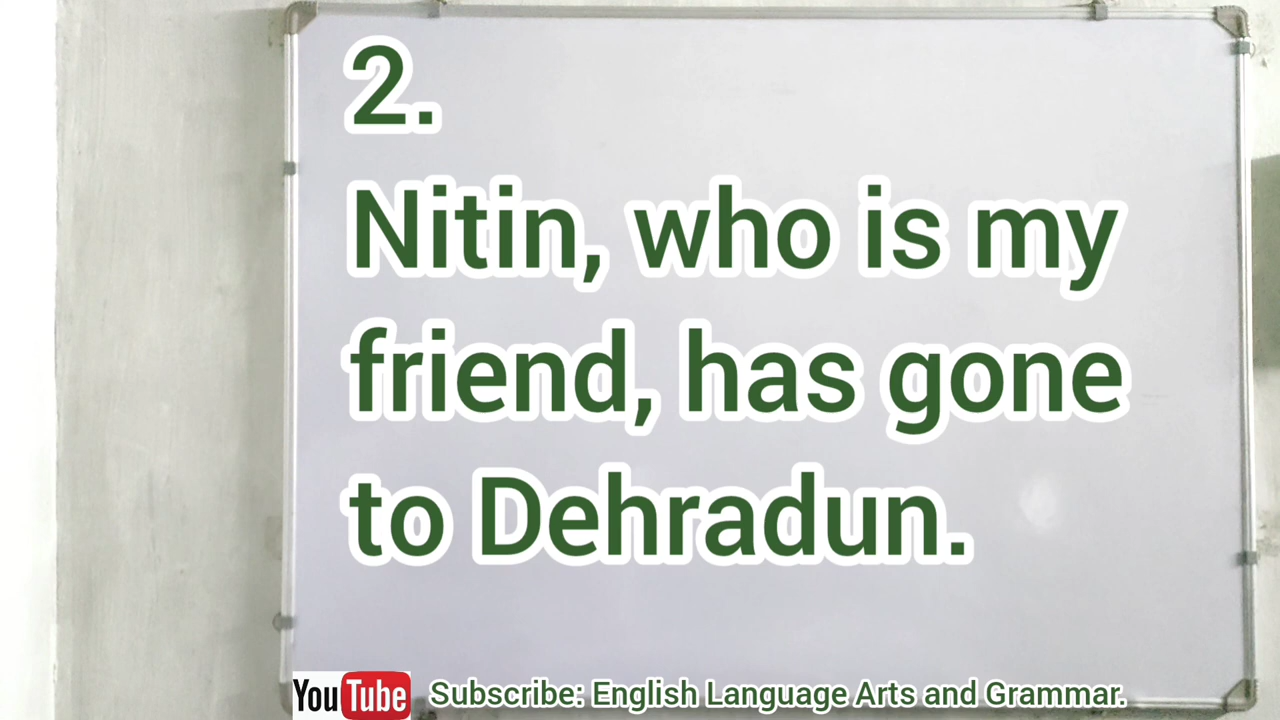 2.
Nitin, who is my
friend, has gone
to Dehradun.
YouTube Subscribe: English Language Arts and Grammar.